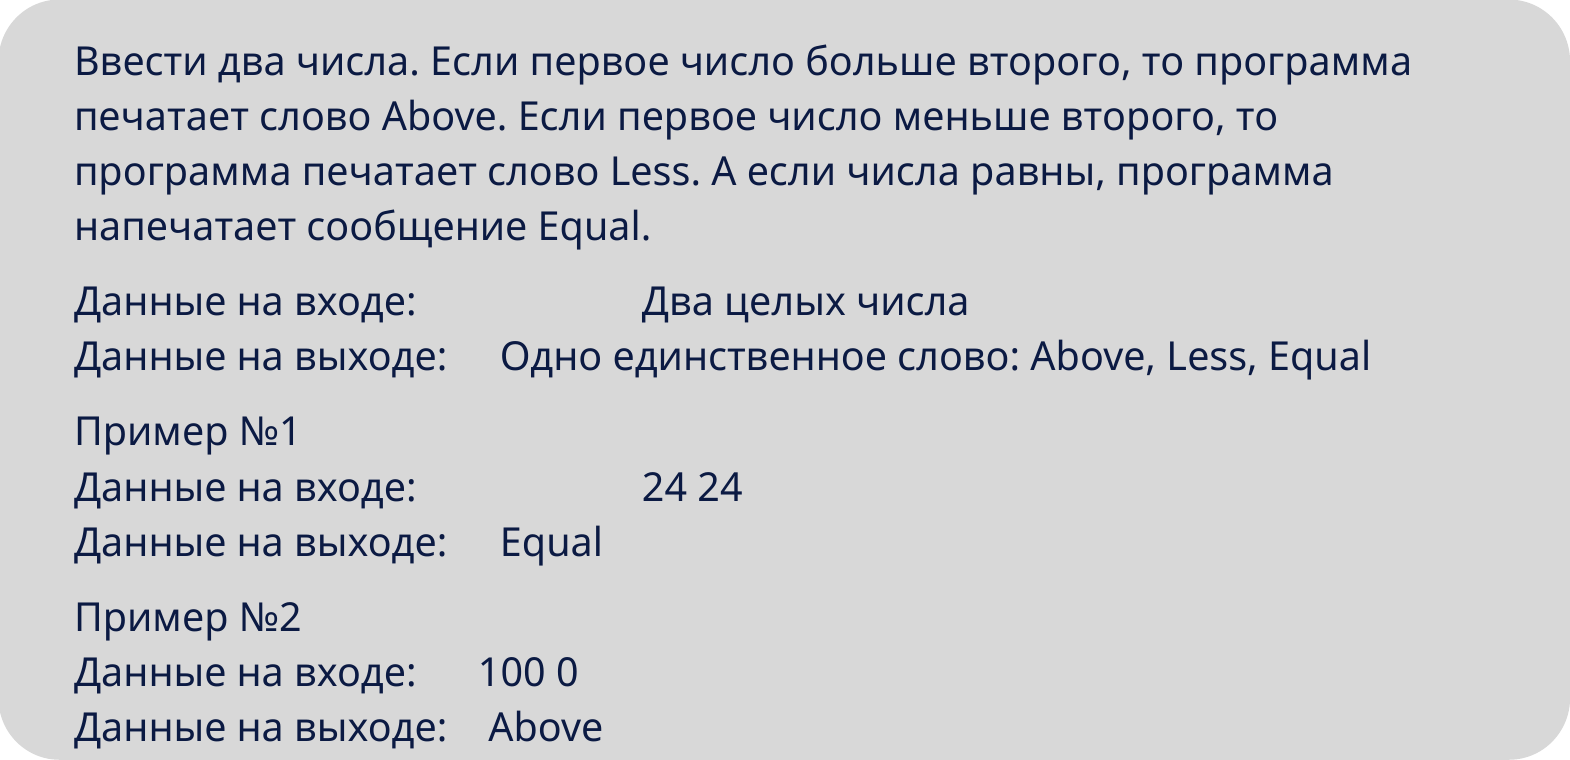 Ввести два числа. Если первое число больше второго, то программа
печатает слово Above. Если первое число меньше второго, то
программа печатает слово Less. А если числа равны, программа
напечатает сообщение Equal.
Данные на входе: Два целых числа
Данные на выходе: Одно единственное слово: Above, Less, Equal
Пример №1
Данные на входе: 24 24
Данные на выходе: Equal
Пример №2
Данные на входе: 100 0
Данные на выходе: Above